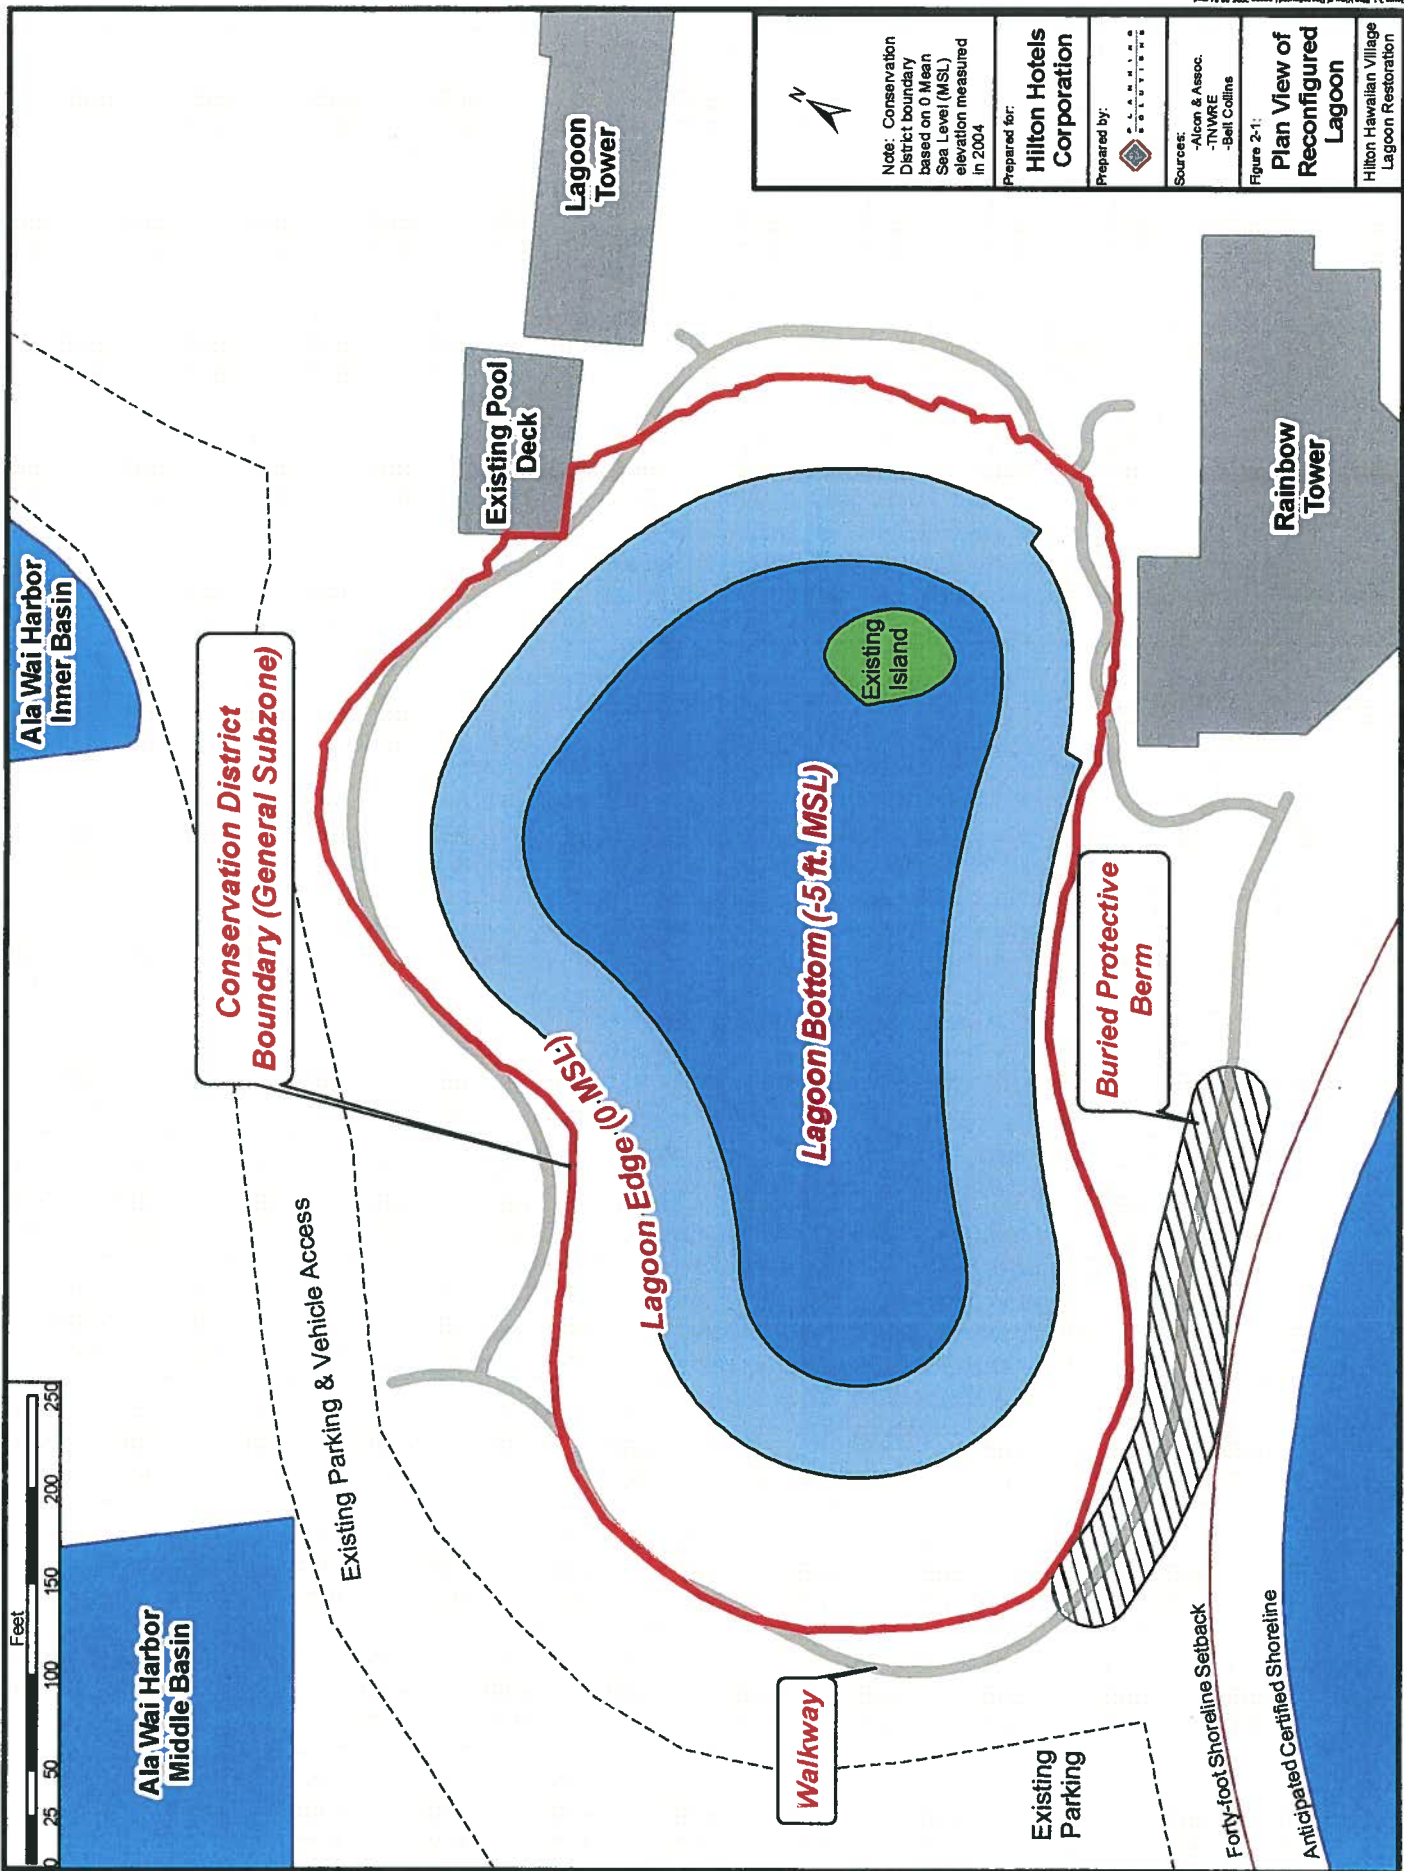 0 25 50 100 150 200 250
Feet
Ala Wai Harbor
Middle Basin
Ala Wai Harbor
Inner Basin
Conservation District
Boundary (General Subzone)
Existing Parking & Vehicle Access
Existing Pool
Deck
Lagoon
Tower
Lagoon Edge (0 MSL)
Existing
Island
Lagoon Bottom (-5 ft. MSL)
Walkway
Buried Protective
Berm
Rainbow
Tower
Existing
Parking
Forty-foot Shoreline Setback
Anticipated Certified Shoreline
N
Note: Conservation
District boundary
based on 0 Mean
Sea Level (MSL)
elevation measured
in 2004
Prepared for:
Hilton Hotels
Corporation
Prepared by:
PLANNING
SOLUTIONS
Sources:
-Alcon & Assoc.
-TNWRE
-Bell Collins
Figure 2-1:
Plan View of
Reconfigured
Lagoon
Hilton Hawaiian Village
Lagoon Restoration